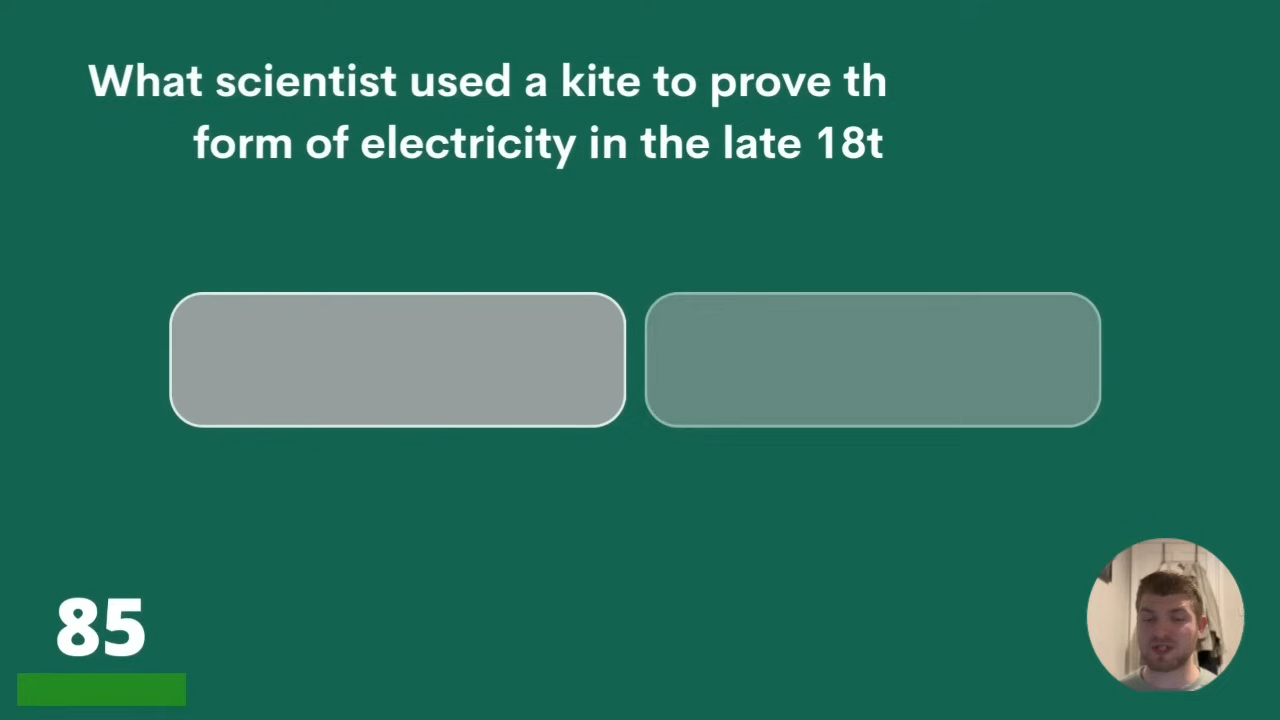 What scientist used a kite to prove th
form of electricity in the late 18t
85